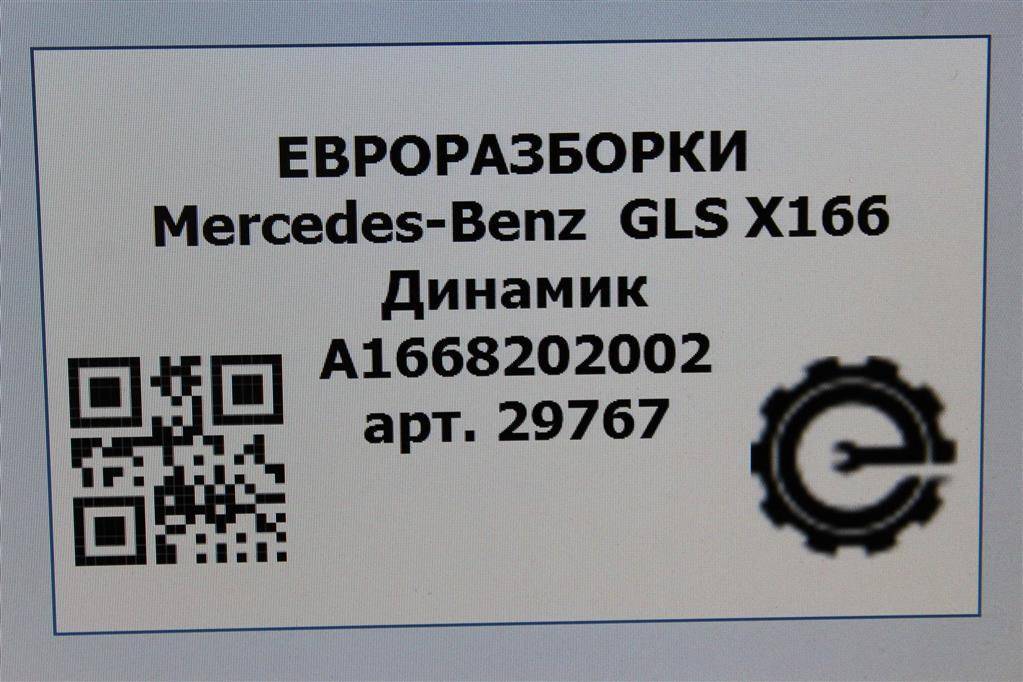 ЕВРОРАЗБОРКИ
Mercedes-Benz GLS X166
Динамик
A1668202002
арт. 29767